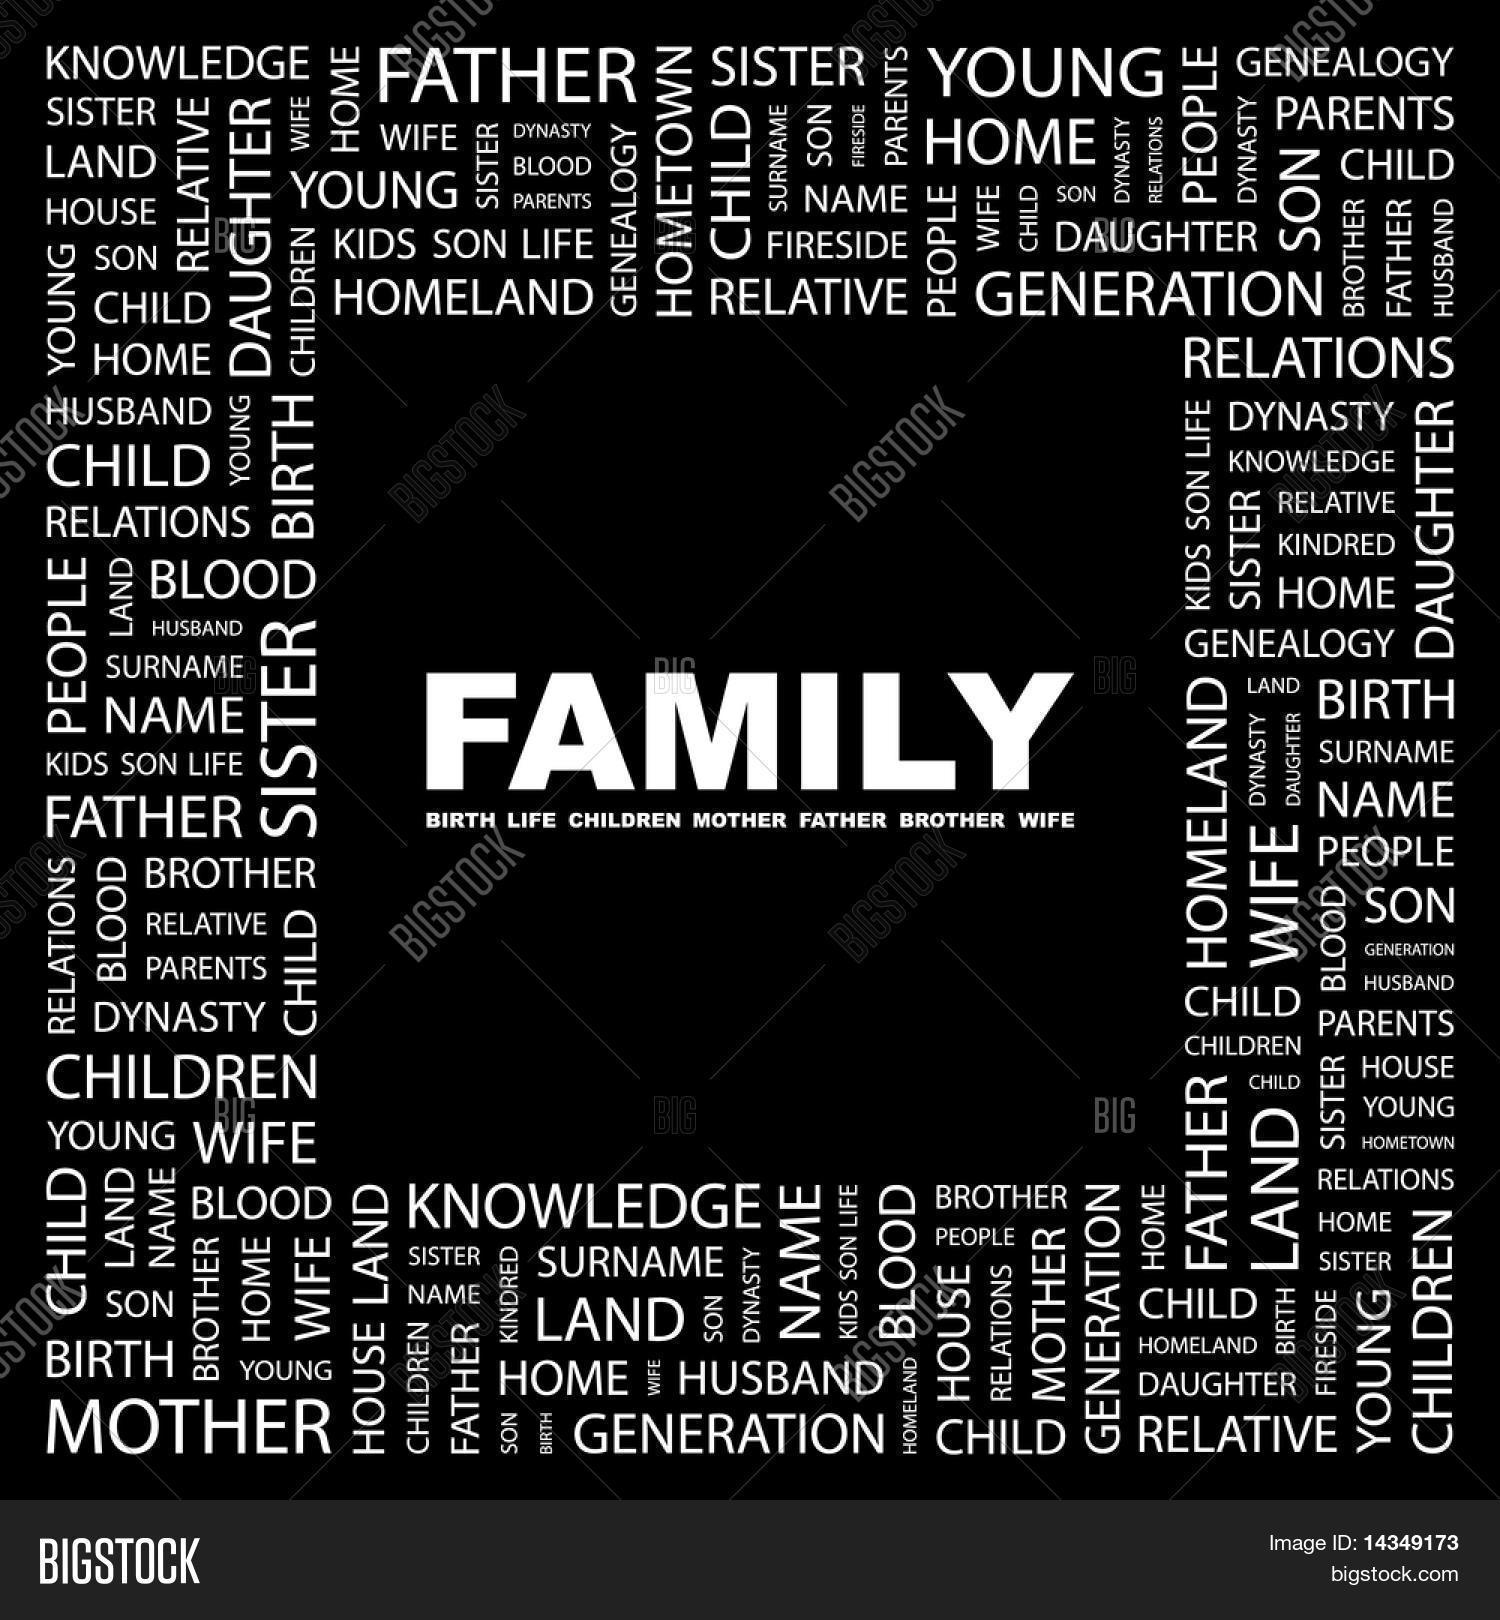 KNOWLEDGE
HOME
FATHER
HOMETOWN
SISTER
PARENTS
YOUNG
PEOPLE
GENEALOGY
SISTER
RELATIVE
DAUGHTER
WIFE
WIFE
SISTER
DYNASTY
GENEALOGY
CHILD
SURNAME
SON
FIRESIDE
HOME
DYNASTY
RELATIONS
DYNASTY
PARENTS
LAND
BLOOD
SON
CHILD
YOUNG
PARENTS
NAME
PEOPLE
WIFE
CHILD
SON
HOUSE
BROTHER
FATHER
HUSBAND
YOUNG
SON
CHILDREN
KIDS SON LIFE
FIRESIDE
DAUGHTER
CHILD
HOMELAND
RELATIVE
GENERATION
HOME
RELATIONS
HUSBAND
YOUNG
BIRTH
KIDS SON LIFE
DYNASTY
DAUGHTER
CHILD
KNOWLEDGE
SISTER
RELATIVE
RELATIONS
KINDRED
PEOPLE
LAND
BLOOD
HOME
HUSBAND
SISTER
GENEALOGY
SURNAME
HOMELAND
LAND
BIRTH
NAME
DYNASTY
DAUGHTER
SURNAME
KIDS SON LIFE
NAME
FATHER
FAMILY
BIRTH LIFE CHILDREN MOTHER FATHER BROTHER WIFE
WIFE
PEOPLE
RELATIONS
BLOOD
BROTHER
BLOOD
SON
RELATIVE
CHILD
GENERATION
PARENTS
HUSBAND
DYNASTY
CHILD
PARENTS
CHILDREN
CHILDREN
SISTER
HOUSE
FATHER
CHILD
YOUNG
YOUNG
WIFE
LAND
HOMETOWN
CHILD
LAND
NAME
BLOOD
HOUSE LAND
KNOWLEDGE
NAME
KIDS SON LIFE
BLOOD
BROTHER
GENERATION
HOME
RELATIONS
BROTHER
HOME
WIFE
SISTER
KINDRED
SURNAME
DYNASTY
PEOPLE
MOTHER
HOME
CHILDREN
SISTER
SON
NAME
LAND
SON
HOUSE
RELATIONS
CHILD
BIRTH
FIRESIDE
YOUNG
BIRTH
YOUNG
CHILDREN
FATHER
HOME
WIFE
HUSBAND
HOMELAND
HOMELAND
DAUGHTER
MOTHER
SON
BIRTH
GENERATION
CHILD
RELATIVE
BIGSTOCK
Image ID: 14349173
bigstock.com